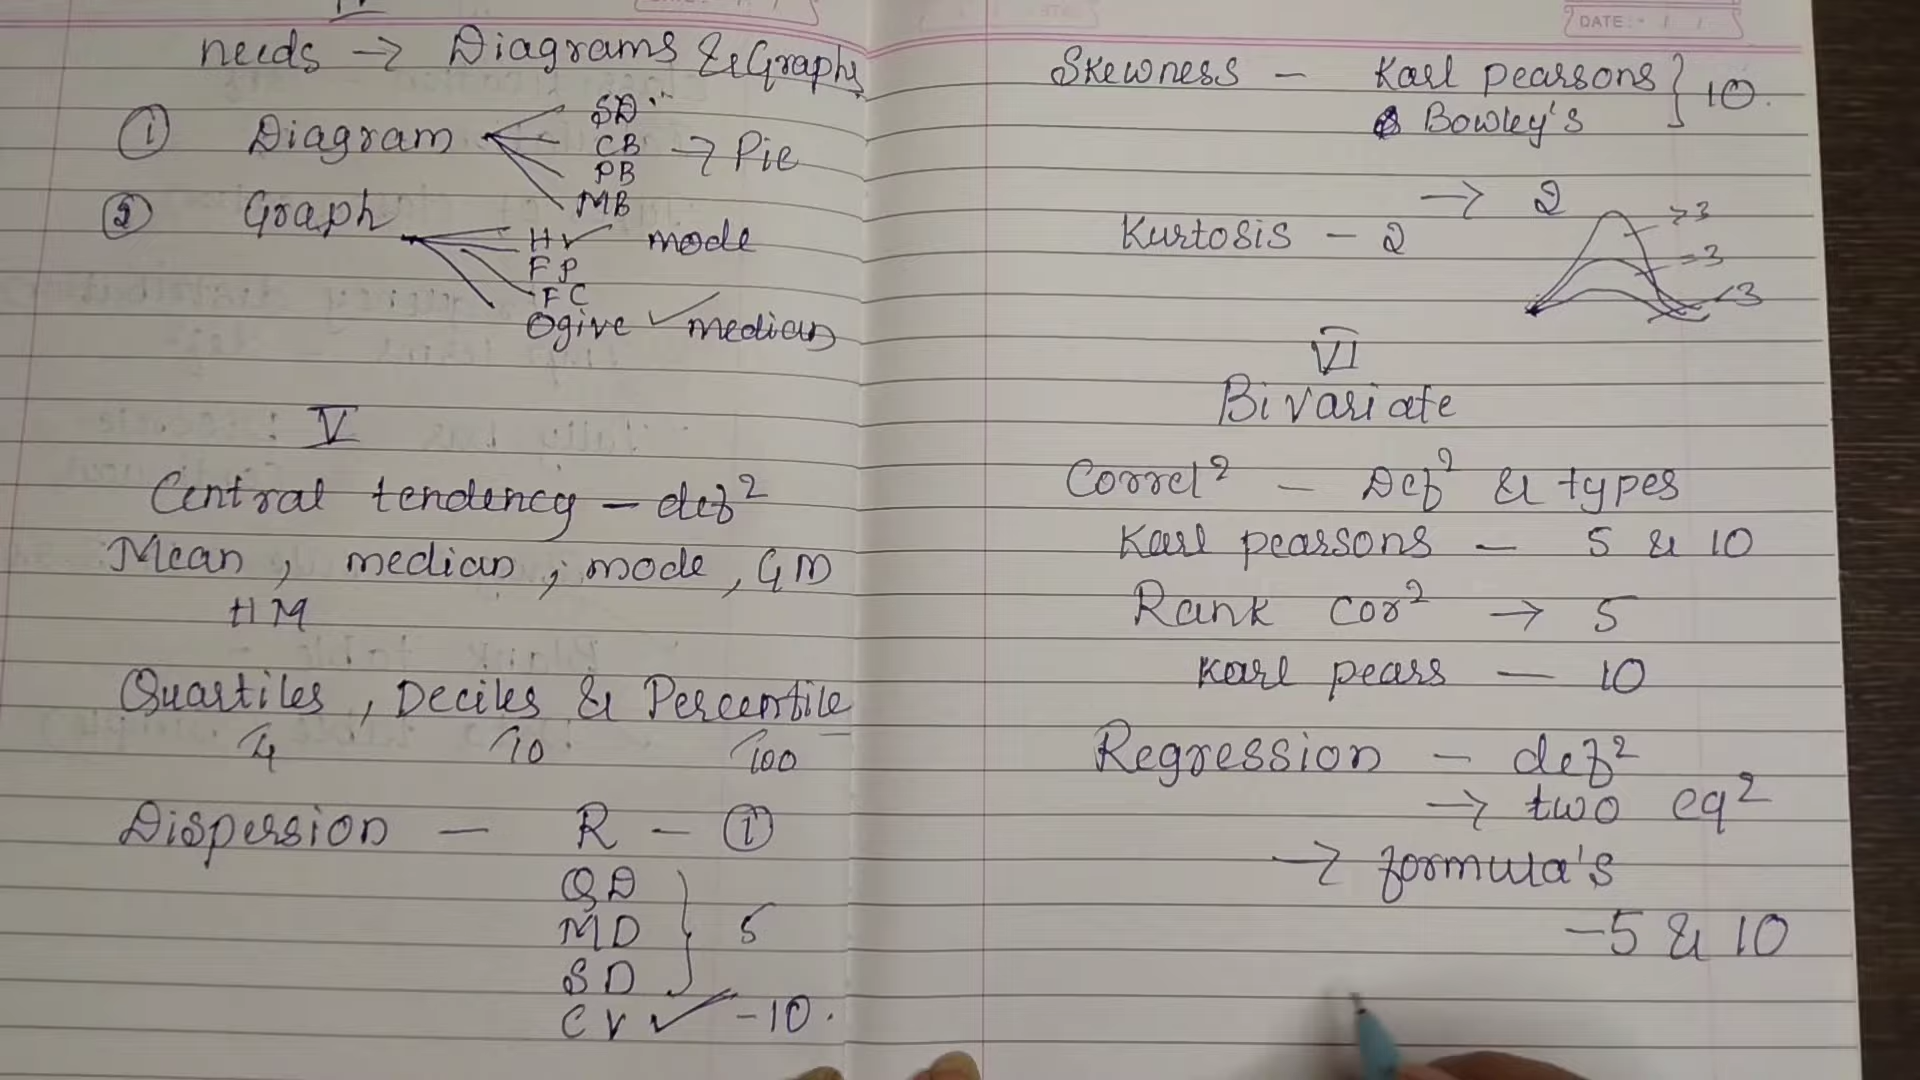 IV
needs → Diagrams & Graphs
① Diagram SD
CB → Pie
PB
MB
② Graph
H ✓ mode
FP
FC
Ogive ✓ median
V
Central tendency - def²
Mean, median, mode, GM
HM
Quartiles, Deciles & Percentile
4 10 100
Dispersion - R - ①
QD
MD } 5
SD
CV ✓ - 10.
DATE:- / /
Skewness - Karl pearsons } 10.
Bowley's
→ 2
Kurtosis - 2
>3
=3
<3
VI
Bivariate
Correl² - Def² & types
Karl pearsons - 5 & 10
Rank cor² → 5
Karl pears - 10
Regression - def²
→ two eq²
→ formula's
- 5 & 10